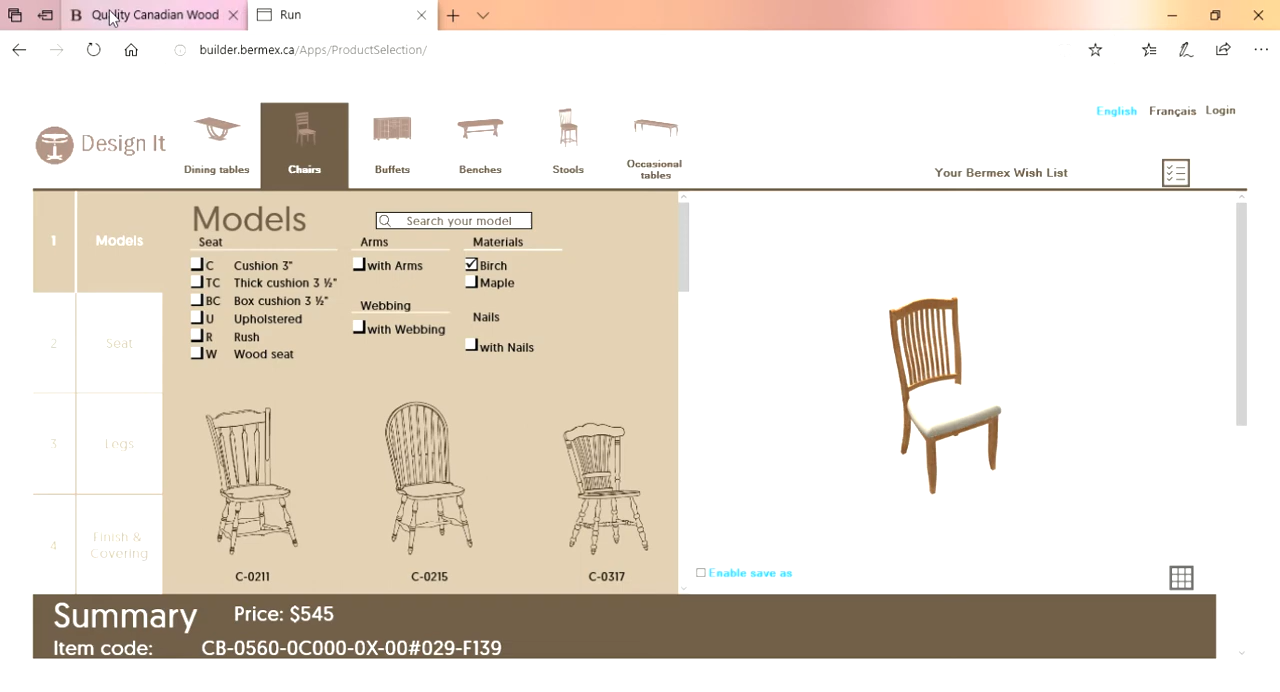 B Quality Canadian Wood
Run
builder.bermex.ca/Apps/ProductSelection/
English Français Login
Design It
Dining tables
Chairs
Buffets
Benches
Stools
Occasional
tables
Your Bermex Wish List
1 Models
2 Seat
3 Legs
4 Finish &
Covering
Models
Search your model
Seat
C Cushion 3"
TC Thick cushion 3 ½"
BC Box cushion 3 ½"
U Upholstered
R Rush
W Wood seat
Arms
with Arms
Webbing
with Webbing
Materials
Birch
Maple
Nails
with Nails
C-0211
C-0215
C-0317
Enable save as
Summary Price: $545
Item code: CB-0560-0C000-0X-00#029-F139